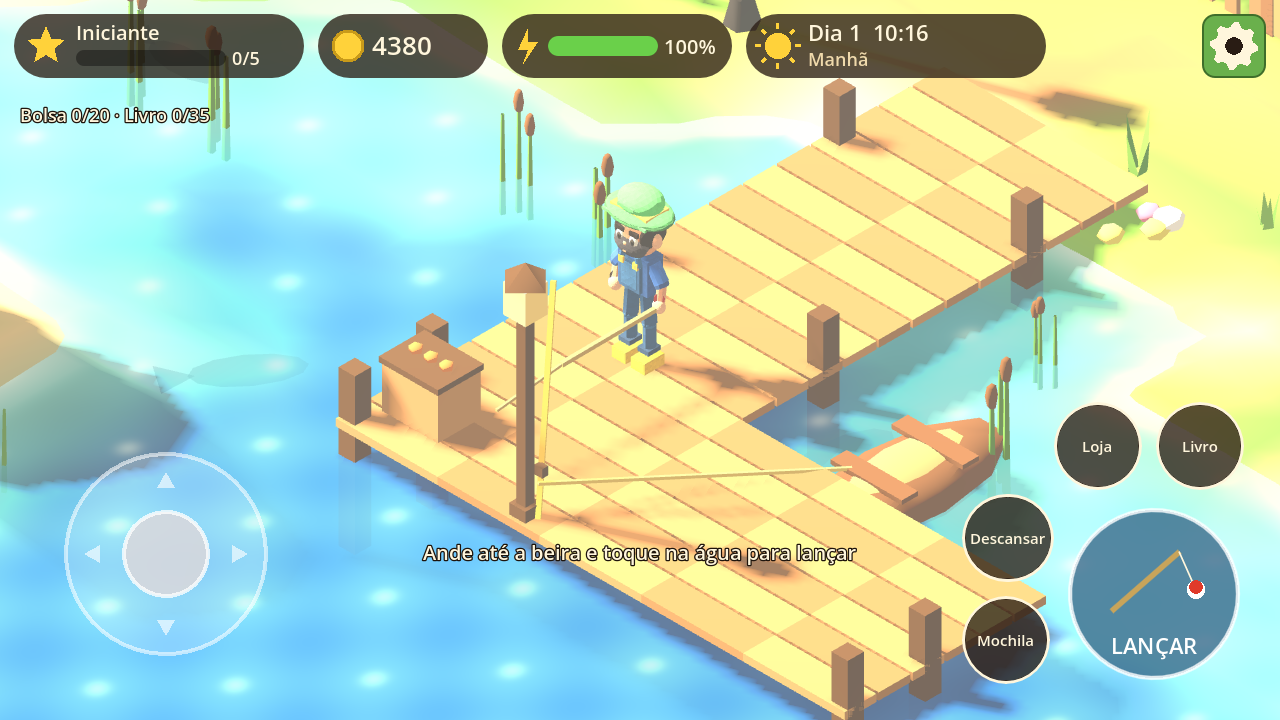 Iniciante
0/5
4380
100%
Dia 1 10:16
Manhã
Bolsa 0/20 · Livro 0/35
Loja
Livro
Descansar
Ande até a beira e toque na água para lançar
Mochila
LANÇAR